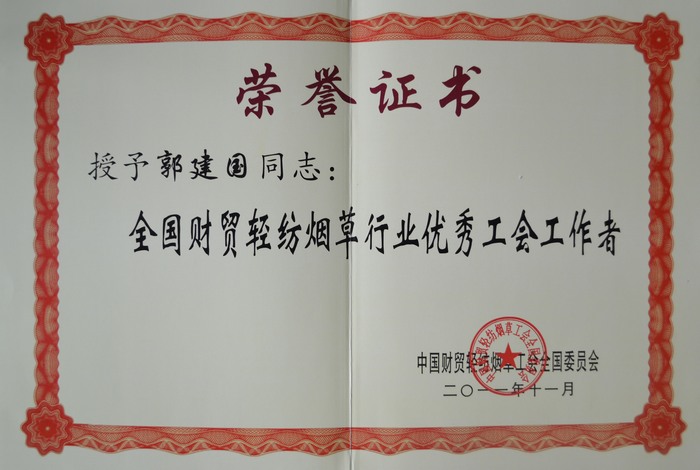 荣誉证书
授予郭建国同志：
全国财贸轻纺烟草行业优秀工会工作者
中国财贸轻纺烟草工会全国委员会
二〇一一年十一月